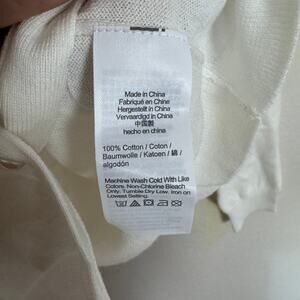 Made in China
Fabriqué en Chine
Hergestellt in China
Vervaardigd in China
中国製
hecho en china
100% Cotton / Coton /
Baumwolle / Katoen / 綿 /
algodón
Machine Wash Cold With Like
Colors. Non-Chlorine Bleach
Only, Tumble Dry Low. Iron on
Lowest Setting.